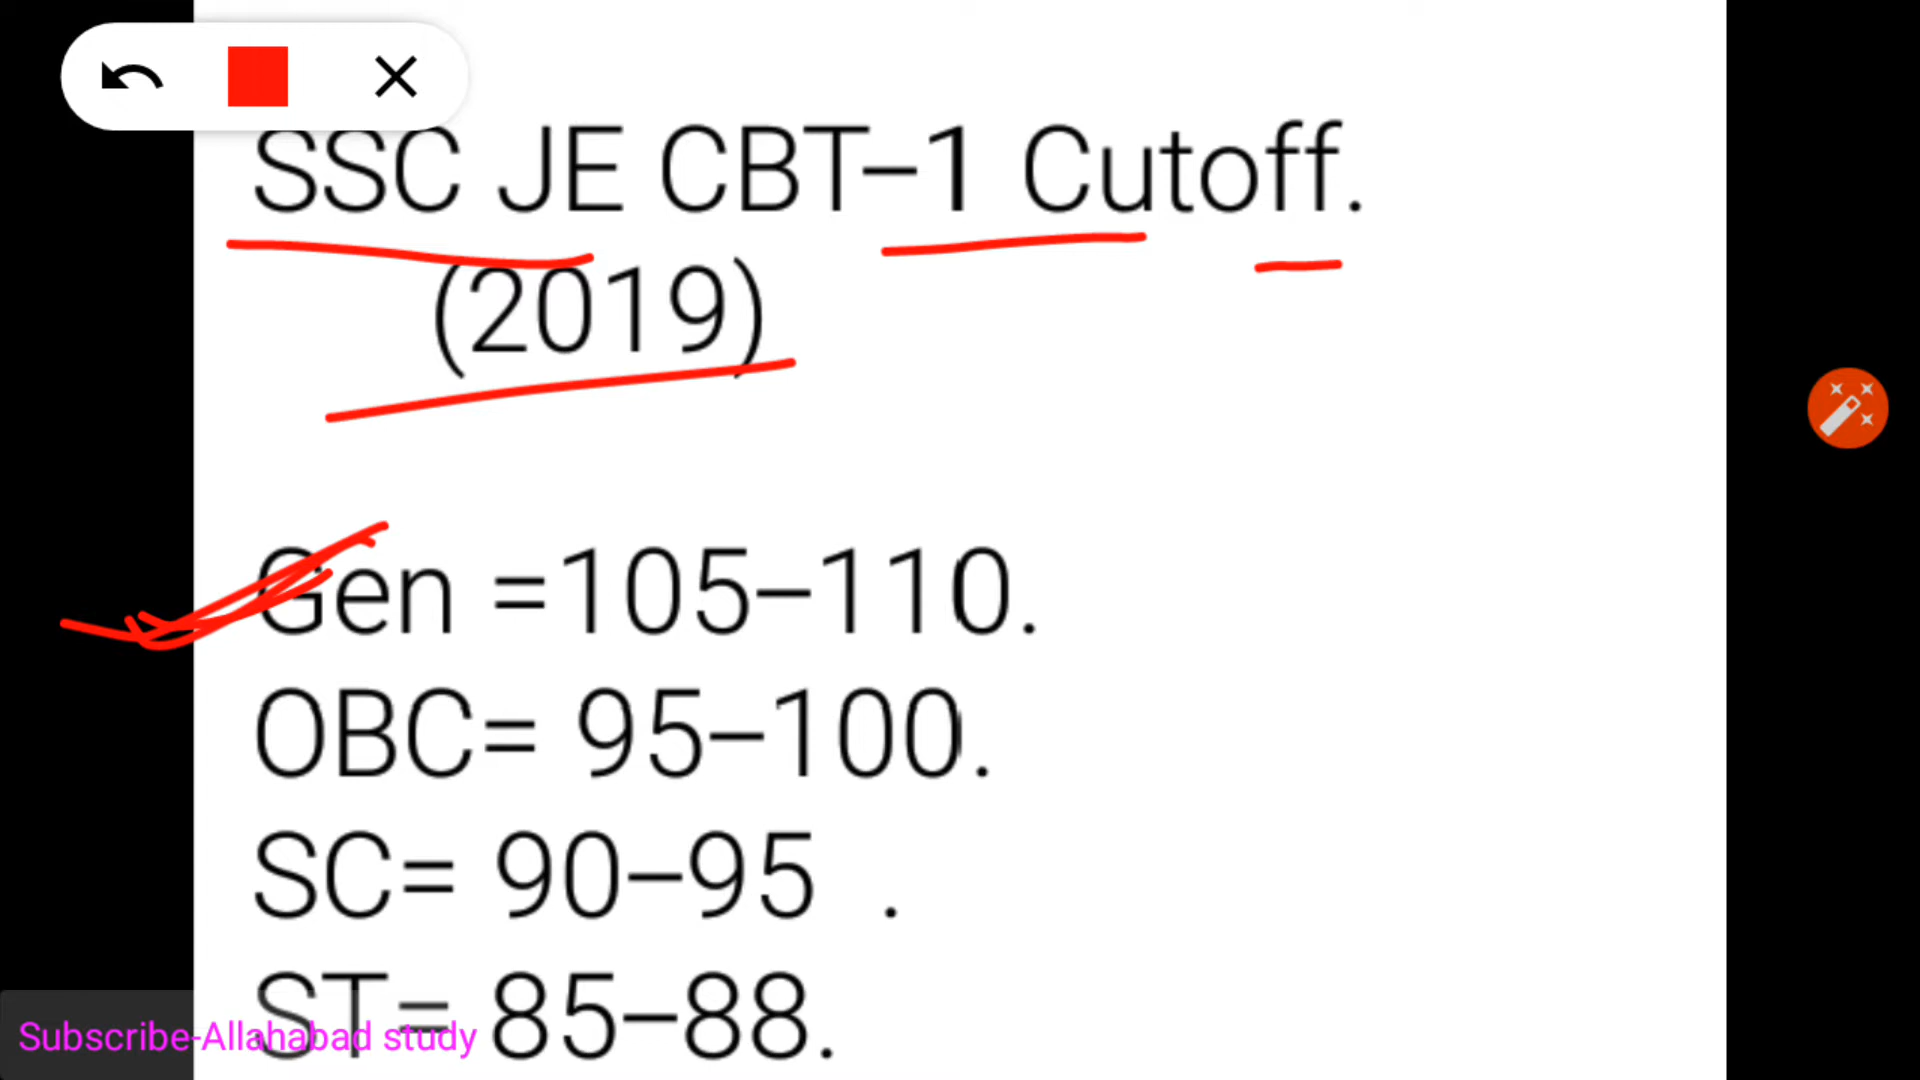 SSC JE CBT–1 Cutoff.
(2019)
Gen =105–110.
OBC= 95–100.
SC= 90–95 .
ST= 85–88.
Subscribe-Allahabad study